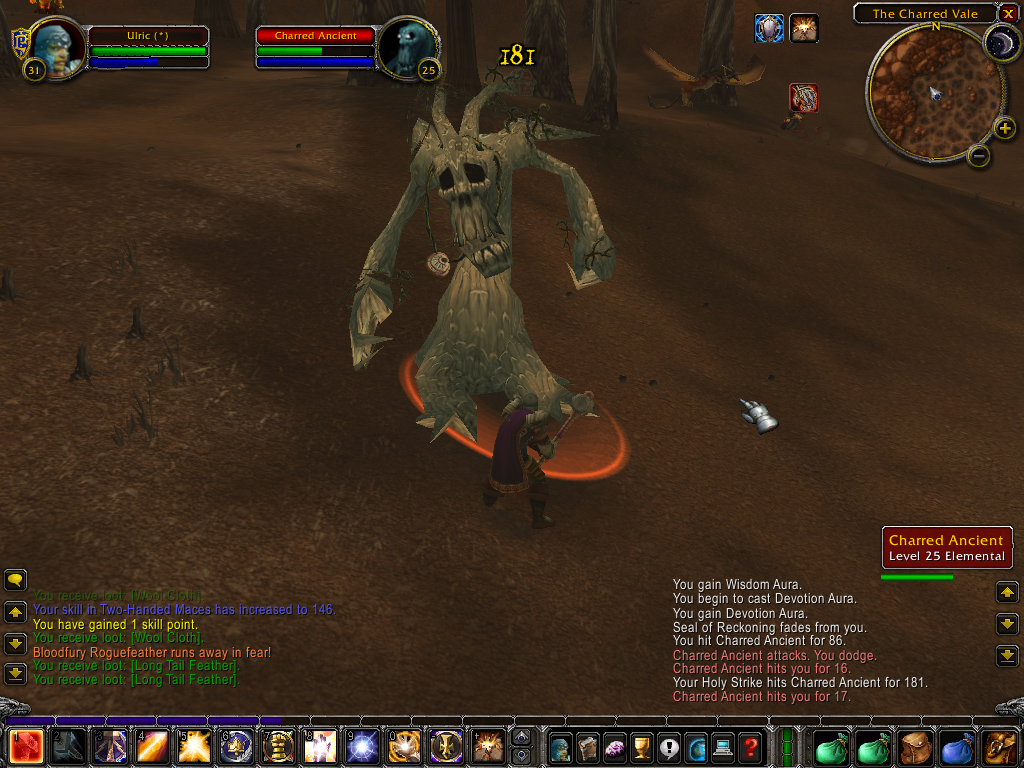 Ulric (*)
31
Charred Ancient
25
181
The Charred Vale
N
Charred Ancient
Level 25 Elemental
You receive loot: [Wool Cloth].
Your skill in Two-Handed Maces has increased to 146.
You have gained 1 skill point.
You receive loot: [Wool Cloth].
Bloodfury Roguefeather runs away in fear!
You receive loot: [Long Tail Feather].
You receive loot: [Long Tail Feather].
You gain Wisdom Aura.
You begin to cast Devotion Aura.
You gain Devotion Aura.
Seal of Reckoning fades from you.
You hit Charred Ancient for 86.
Charred Ancient attacks. You dodge.
Charred Ancient hits you for 16.
Your Holy Strike hits Charred Ancient for 181.
Charred Ancient hits you for 17.